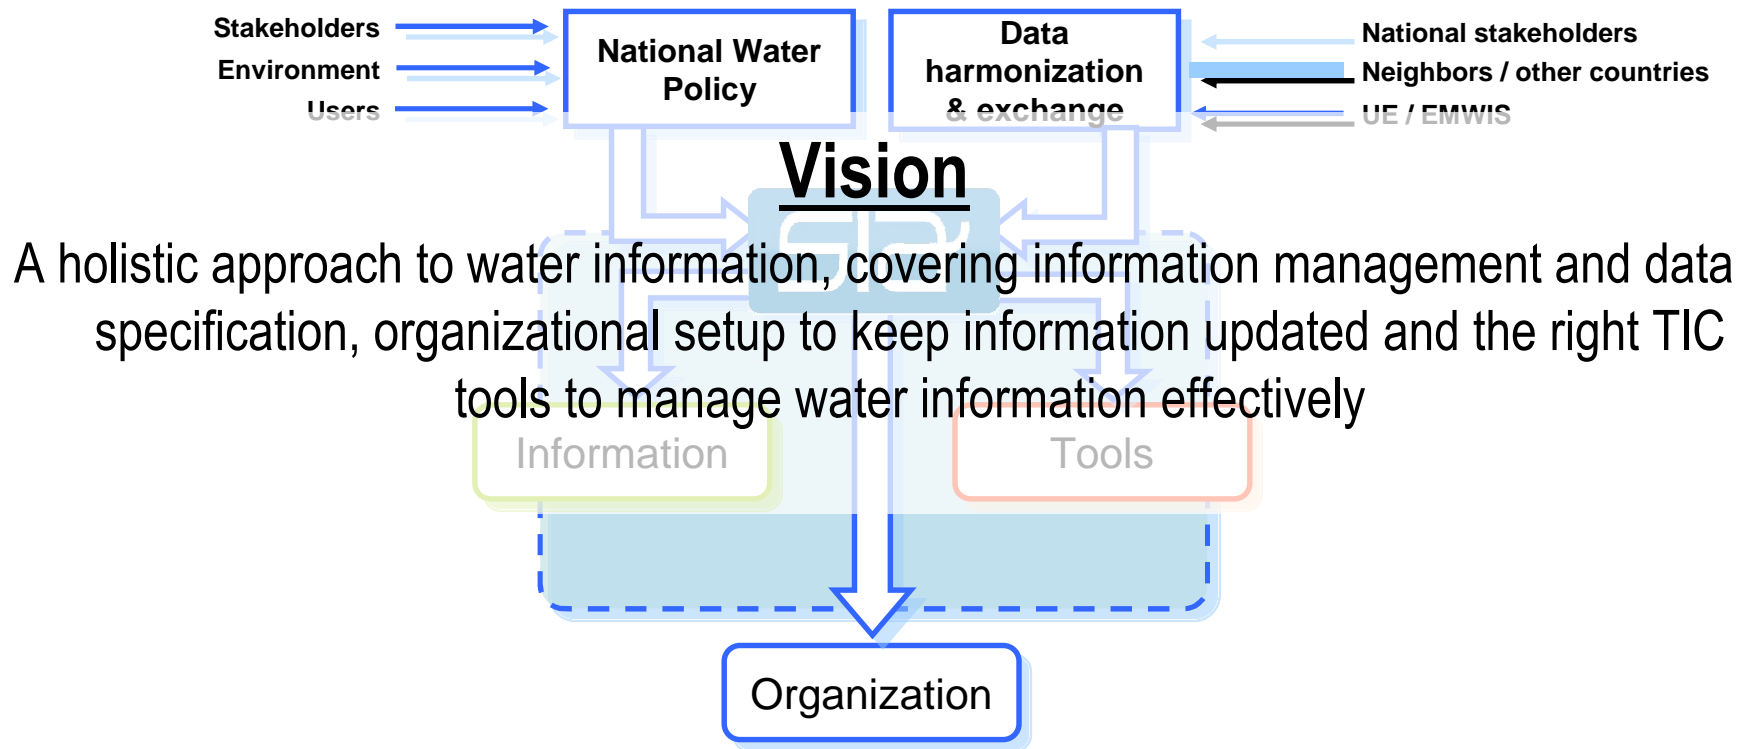 Stakeholders
Environment
Users
National Water
Policy
Data
harmonization
& exchange
National stakeholders
Neighbors / other countries
UE / EMWIS
Vision
A holistic approach to water information, covering information management and data
specification, organizational setup to keep information updated and the right TIC
tools to manage water information effectively
Information
Tools
Organization